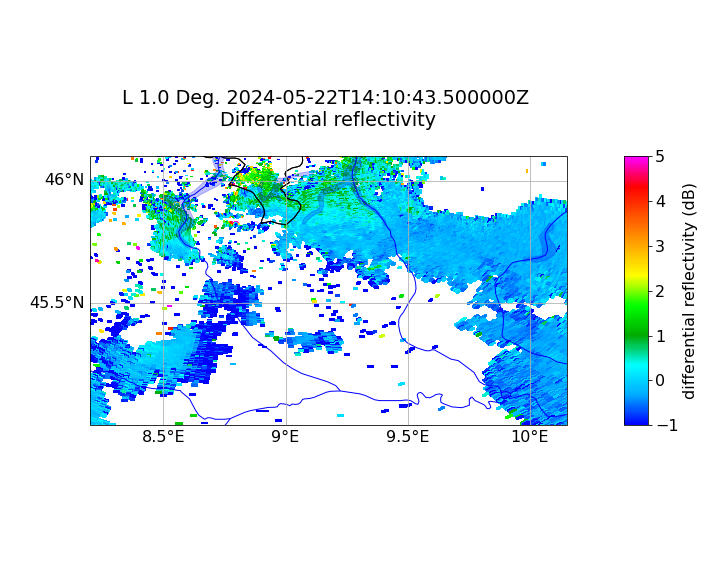 L 1.0 Deg. 2024-05-22T14:10:43.500000Z
Differential reflectivity
46°N
45.5°N
8.5°E
9°E
9.5°E
10°E
5
4
3
2
1
0
−1
differential reflectivity (dB)